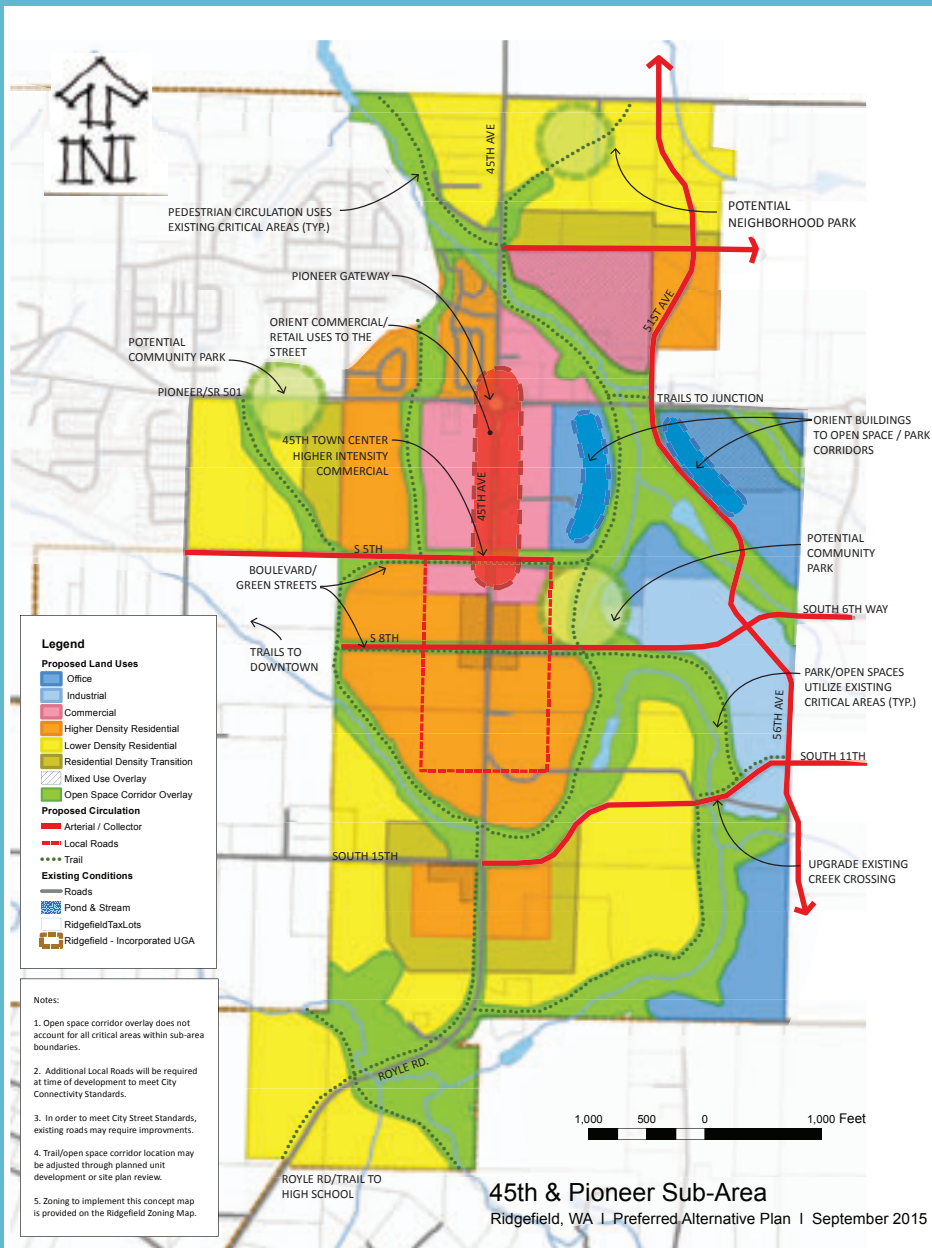 N
45TH AVE
PEDESTRIAN CIRCULATION USES
EXISTING CRITICAL AREAS (TYP.)
POTENTIAL
NEIGHBORHOOD PARK
PIONEER GATEWAY
S 1ST AVE
ORIENT COMMERCIAL/
RETAIL USES TO THE
STREET
POTENTIAL
COMMUNITY PARK
PIONEER/SR 501
TRAILS TO JUNCTION
ORIENT BUILDINGS
TO OPEN SPACE / PARK
CORRIDORS
45TH TOWN CENTER
HIGHER INTENSITY
COMMERCIAL
45TH AVE
S 5TH
BOULEVARD/
GREEN STREETS
POTENTIAL
COMMUNITY
PARK
SOUTH 6TH WAY
S 8TH
TRAILS TO
DOWNTOWN
PARK/OPEN SPACES
UTILIZE EXISTING
CRITICAL AREAS (TYP.)
56TH AVE
SOUTH 11TH
SOUTH 15TH
UPGRADE EXISTING
CREEK CROSSING
ROYLE RD.
ROYLE RD/TRAIL TO
HIGH SCHOOL
Legend
Proposed Land Uses
Office
Industrial
Commercial
Higher Density Residential
Lower Density Residential
Residential Density Transition
Mixed Use Overlay
Open Space Corridor Overlay
Proposed Circulation
Arterial / Collector
Local Roads
Trail
Existing Conditions
Roads
Pond & Stream
RidgefieldTaxLots
Ridgefield - Incorporated UGA
Notes:
1. Open space corridor overlay does not
account for all critical areas within sub-area
boundaries.
2. Additional Local Roads will be required
at time of development to meet City
Connectivity Standards.
3. In order to meet City Street Standards,
existing roads may require improvments.
4. Trail/open space corridor location may
be adjusted through planned unit
development or site plan review.
5. Zoning to implement this concept map
is provided on the Ridgefield Zoning Map.
1,000 500 0 1,000 Feet
45th & Pioneer Sub-Area
Ridgefield, WA I Preferred Alternative Plan I September 2015